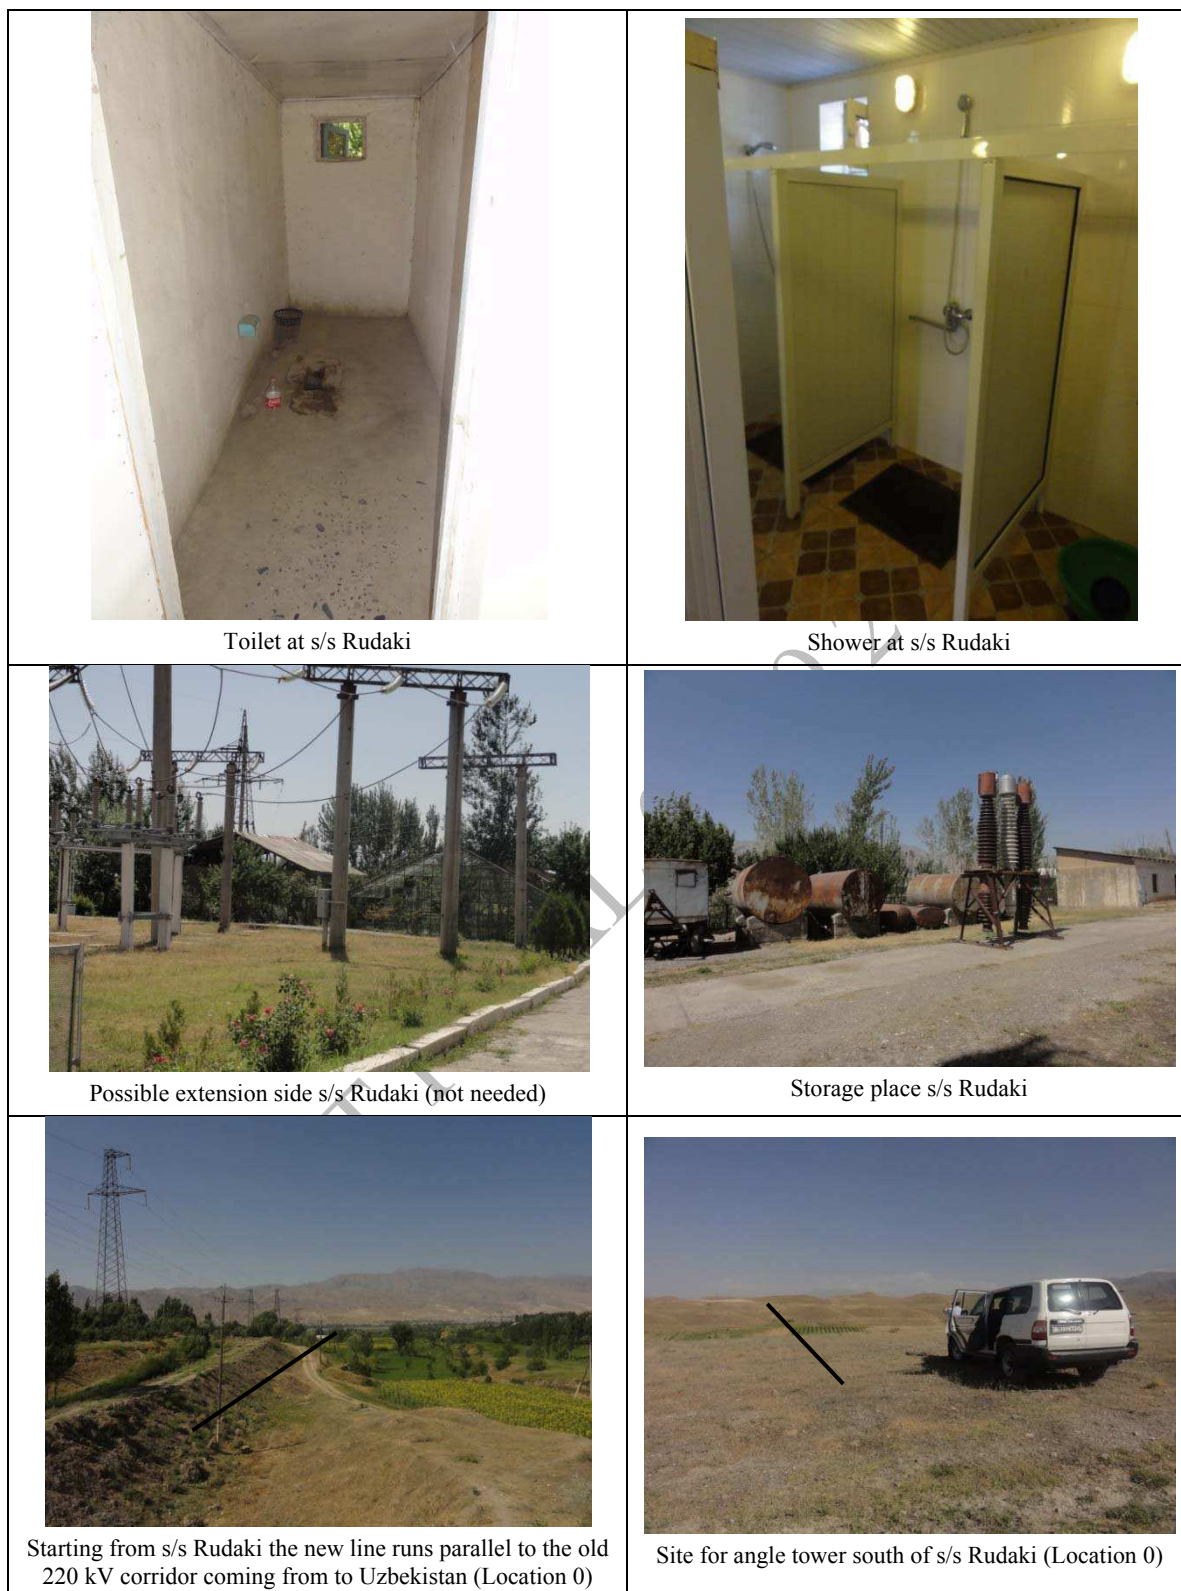 Toilet at s/s Rudaki
Shower at s/s Rudaki
Possible extension side s/s Rudaki (not needed)
Storage place s/s Rudaki
Starting from s/s Rudaki the new line runs parallel to the old
220 kV corridor coming from to Uzbekistan (Location 0)
Site for angle tower south of s/s Rudaki (Location 0)